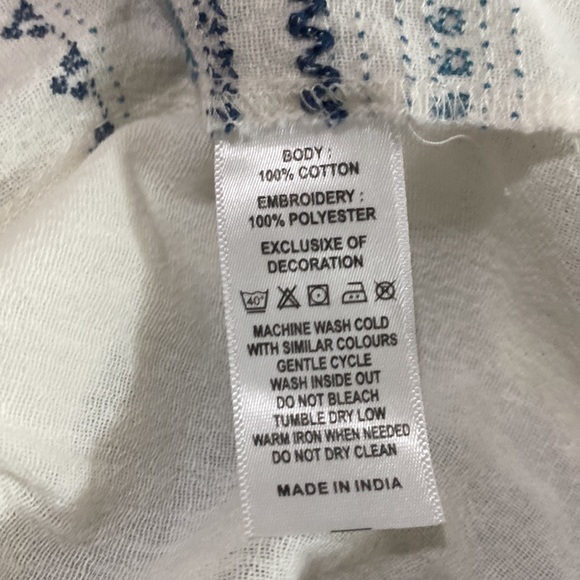 BODY :
100% COTTON
EMBROIDERY :
100% POLYESTER
EXCLUSIXE OF
DECORATION
40°
MACHINE WASH COLD
WITH SIMILAR COLOURS
GENTLE CYCLE
WASH INSIDE OUT
DO NOT BLEACH
TUMBLE DRY LOW
WARM IRON WHEN NEEDED
DO NOT DRY CLEAN
MADE IN INDIA